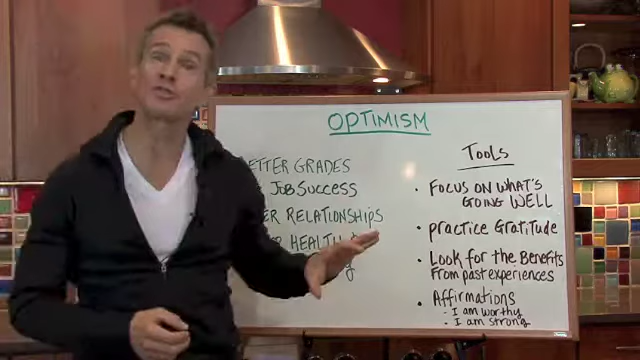 OPTIMISM
ETTER GRADES
JOB SUCCESS
ER RELATIONSHIPS
HEALTH
Tools
• FOCUS ON WHAT'S
GOING WELL
• practice Gratitude
• Look for the Benefits
From past experiences
• Affirmations
- I am worthy
- I am strong